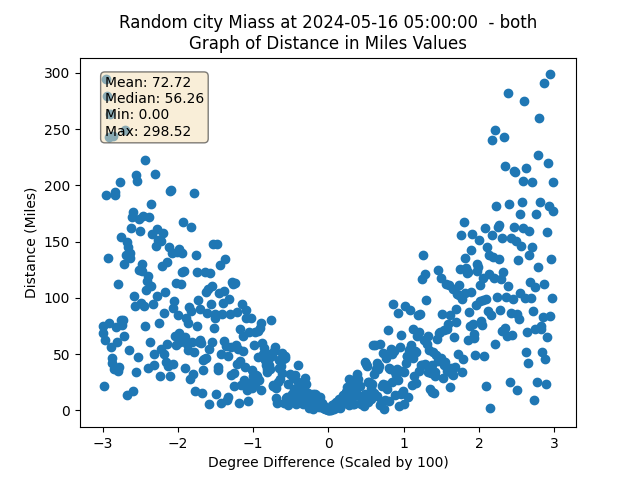 Random city Miass at 2024-05-16 05:00:00  - both
Graph of Distance in Miles Values
Mean: 72.72
Median: 56.26
Min: 0.00
Max: 298.52
Distance (Miles)
300
250
200
150
100
50
0
−3 −2 −1 0 1 2 3
Degree Difference (Scaled by 100)